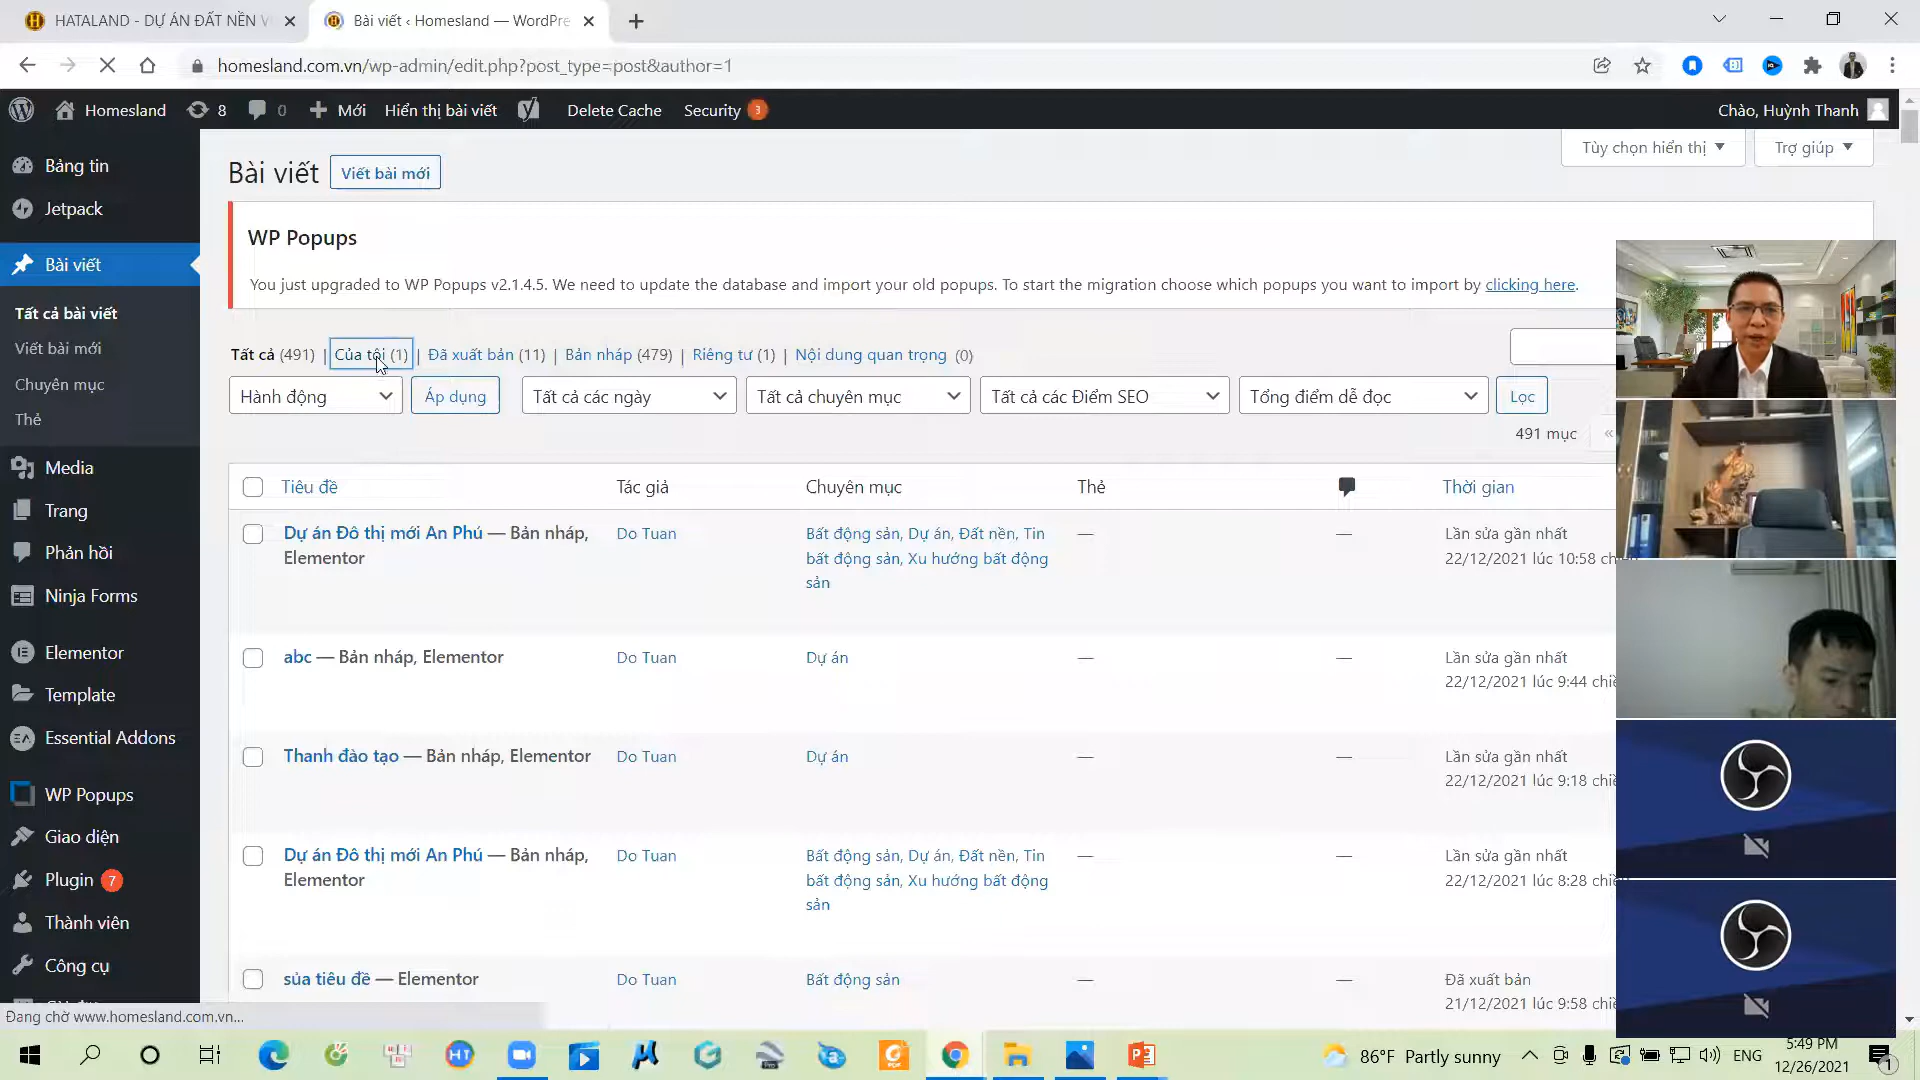 HATALAND - DỰ ÁN ĐẤT NỀN V
Bài viết ‹ Homesland — WordPre
homesland.com.vn/wp-admin/edit.php?post_type=post&author=1
Homesland
8
0
Mới
Hiển thị bài viết
Delete Cache
Security
3
Chào, Huỳnh Thanh
Bảng tin
Jetpack
Bài viết
Tất cả bài viết
Viết bài mới
Chuyên mục
Thẻ
Media
Trang
Phản hồi
Ninja Forms
Elementor
Template
Essential Addons
WP Popups
Giao diện
Plugin 7
Thành viên
Công cụ
Đang chờ www.homesland.com.vn...
Bài viết
Viết bài mới
Tùy chọn hiển thị
Trợ giúp
WP Popups
You just upgraded to WP Popups v2.1.4.5. We need to update the database and import your old popups. To start the migration choose which popups you want to import by clicking here.
Tất cả (491) | Của tôi (1) | Đã xuất bản (11) | Bản nháp (479) | Riêng tư (1) | Nội dung quan trọng (0)
Hành động
Áp dụng
Tất cả các ngày
Tất cả chuyên mục
Tất cả các Điểm SEO
Tổng điểm dễ đọc
Lọc
491 mục
«
Tiêu đề
Tác giả
Chuyên mục
Thẻ
Thời gian
Dự án Đô thị mới An Phú — Bản nháp,
Elementor
Do Tuan
Bất động sản, Dự án, Đất nền, Tin
bất động sản, Xu hướng bất động
sản
—
—
Lần sửa gần nhất
22/12/2021 lúc 10:58 ch
abc — Bản nháp, Elementor
Do Tuan
Dự án
—
—
Lần sửa gần nhất
22/12/2021 lúc 9:44 chi
Thanh đào tạo — Bản nháp, Elementor
Do Tuan
Dự án
—
—
Lần sửa gần nhất
22/12/2021 lúc 9:18 chi
Dự án Đô thị mới An Phú — Bản nháp,
Elementor
Do Tuan
Bất động sản, Dự án, Đất nền, Tin
bất động sản, Xu hướng bất động
sản
—
—
Lần sửa gần nhất
22/12/2021 lúc 8:28 chi
sủa tiêu đề — Elementor
Do Tuan
Bất động sản
—
—
Đã xuất bản
21/12/2021 lúc 9:58 chi
86°F Partly sunny
ENG
5:49 PM
12/26/2021
1